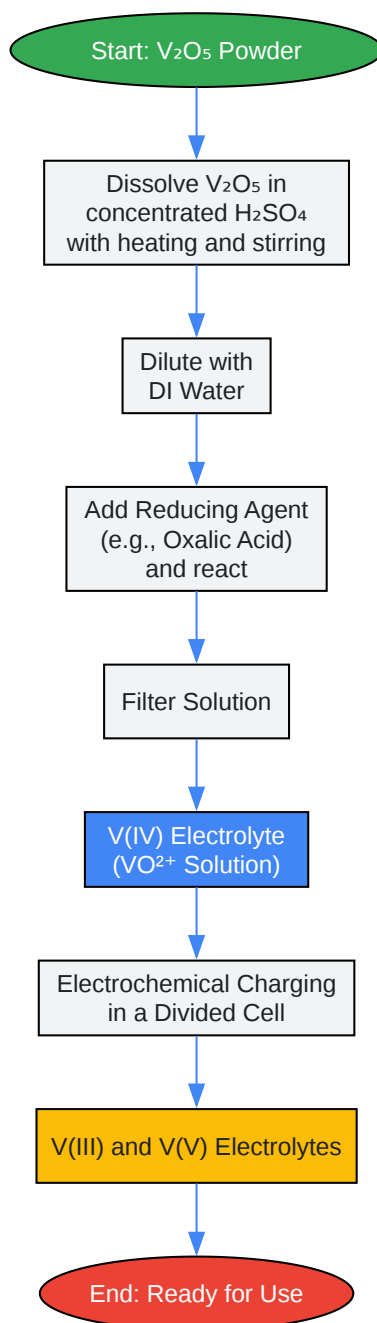 Start: V₂O₅ Powder
Dissolve V₂O₅ in
concentrated H₂SO₄
with heating and stirring
Dilute with
DI Water
Add Reducing Agent
(e.g., Oxalic Acid)
and react
Filter Solution
V(IV) Electrolyte
(VO²⁺ Solution)
Electrochemical Charging
in a Divided Cell
V(III) and V(V) Electrolytes
End: Ready for Use